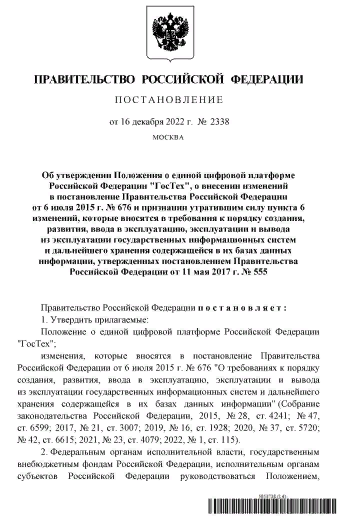 ПРАВИТЕЛЬСТВО РОССИЙСКОЙ ФЕДЕРАЦИИ
ПОСТАНОВЛЕНИЕ
от 16 декабря 2022 г. № 2338
МОСКВА
Об утверждении Положения о единой цифровой платформе
Российской Федерации "ГосТех", о внесении изменений
в постановление Правительства Российской Федерации
от 6 июля 2015 г. № 676 и признании утратившим силу пункта 6
изменений, которые вносятся в требования к порядку создания,
развития, ввода в эксплуатацию, эксплуатации и вывода
из эксплуатации государственных информационных систем
и дальнейшего хранения содержащейся в их базах данных
информации, утвержденных постановлением Правительства
Российской Федерации от 11 мая 2017 г. № 555
Правительство Российской Федерации постановляет:
1. Утвердить прилагаемые:
Положение о единой цифровой платформе Российской Федерации
"ГосТех";
изменения, которые вносятся в постановление Правительства
Российской Федерации от 6 июля 2015 г. № 676 "О требованиях к порядку
создания, развития, ввода в эксплуатацию, эксплуатации и вывода
из эксплуатации государственных информационных систем и дальнейшего
хранения содержащейся в их базах данных информации" (Собрание
законодательства Российской Федерации, 2015, № 28, ст. 4241; № 47,
ст. 6599; 2017, № 21, ст. 3007; 2019, № 16, ст. 1928; 2020, № 37, ст. 5720;
№ 42, ст. 6615; 2021, № 23, ст. 4079; 2022, № 1, ст. 115).
2. Федеральным органам исполнительной власти, государственным
внебюджетным фондам Российской Федерации, исполнительным органам
субъектов Российской Федерации руководствоваться Положением,